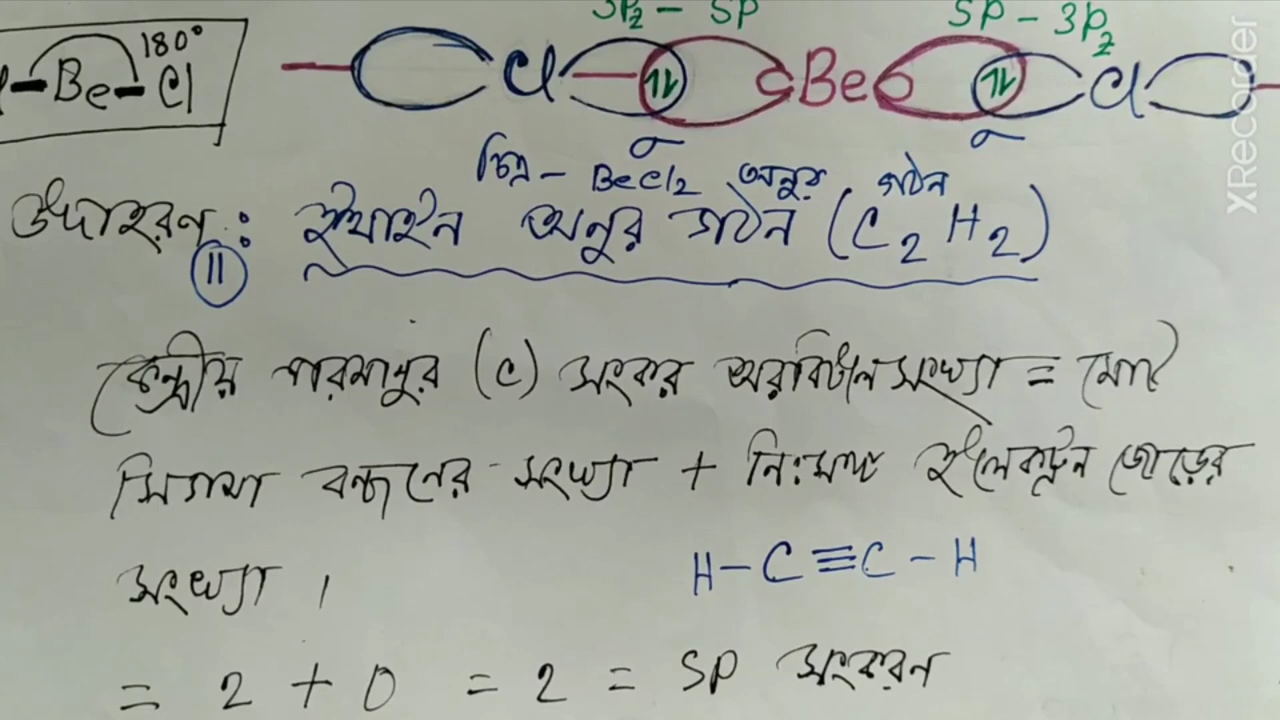 3Pz - SP SP - 3Pz
180°
-Be-Cl Cl ⇅ Be ⇅ Cl
σ σ
চিত্র - BeCl2 অনুর গঠন
উদাহরণ: ইথাইন অনুর গঠন (C2H2)
II
কেন্দ্রীয় পরমানুর (C) সংকর অরবিটাল সংখ্যা = মোট
সিগমা বন্ধনের সংখ্যা + নিঃসঙ্গ ইলেকট্রন জোড়ের
সংখ্যা ।
H-C≡C-H
= 2 + 0 = 2 = SP সংকরন
XRecorder